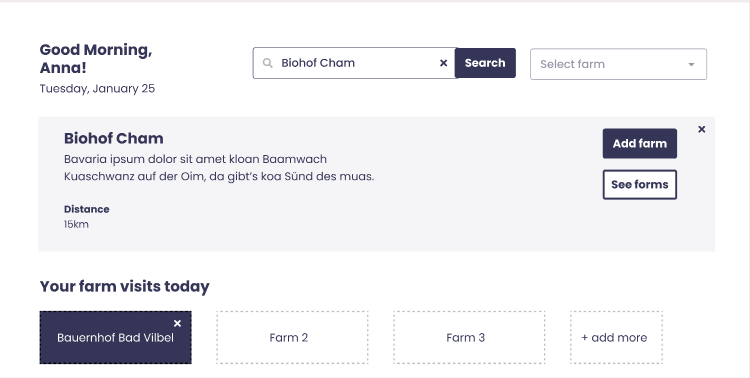 Good Morning,
Anna!
Tuesday, January 25
Biohof Cham
Search
Select farm
Biohof Cham
Bavaria ipsum dolor sit amet kloan Baamwach
Kuaschwanz auf der Oim, da gibt's koa Sünd des muas.
Distance
15km
Add farm
See forms
Your farm visits today
Bauernhof Bad Vilbel
Farm 2
Farm 3
+ add more